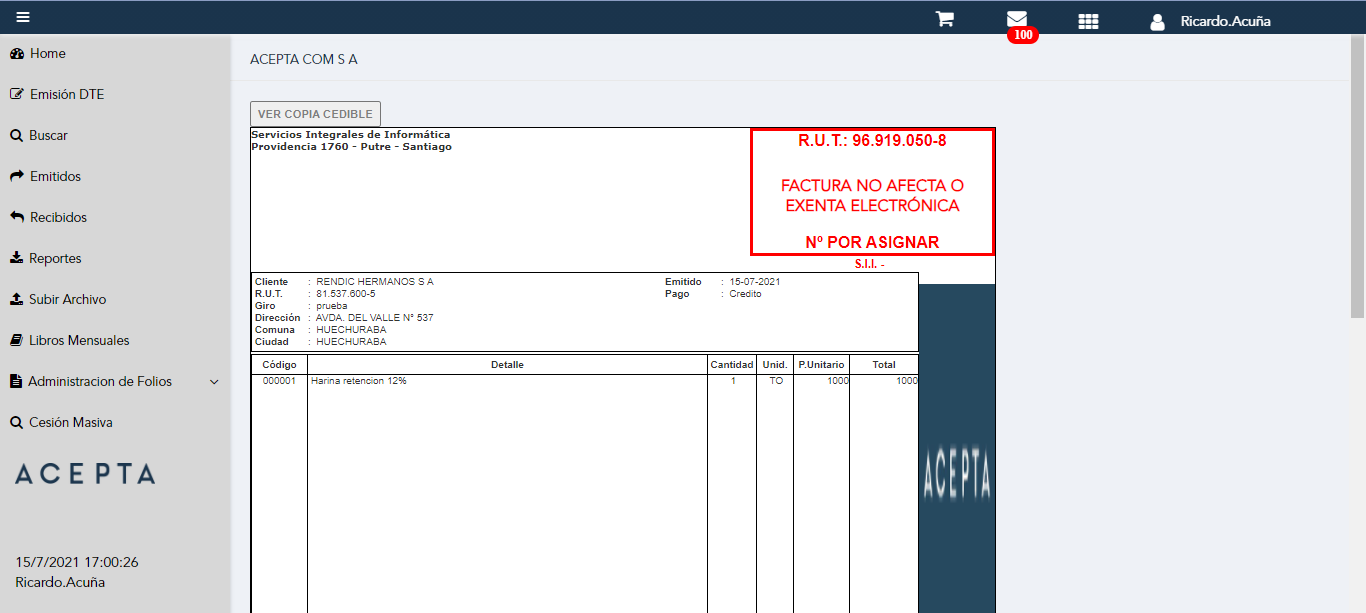 100
Ricardo.Acuña
Home
Emisión DTE
Buscar
Emitidos
Recibidos
Reportes
Subir Archivo
Libros Mensuales
Administracion de Folios
Cesión Masiva
ACEPTA
15/7/2021 17:00:26
Ricardo.Acuña
ACEPTA COM S A
VER COPIA CEDIBLE
Servicios Integrales de Informática
Providencia 1760 - Putre - Santiago
R.U.T.: 96.919.050-8
FACTURA NO AFECTA O
EXENTA ELECTRÓNICA
Nº POR ASIGNAR
S.I.I. -
Cliente : RENDIC HERMANOS S A Emitido : 15-07-2021
R.U.T. : 81.537.600-5 Pago : Credito
Giro : prueba
Dirección : AVDA. DEL VALLE N° 537
Comuna : HUECHURABA
Ciudad : HUECHURABA
Código Detalle Cantidad Unid. P.Unitario Total
000001 Harina retencion 12% 1 TO 1000 1000
ACEPTA